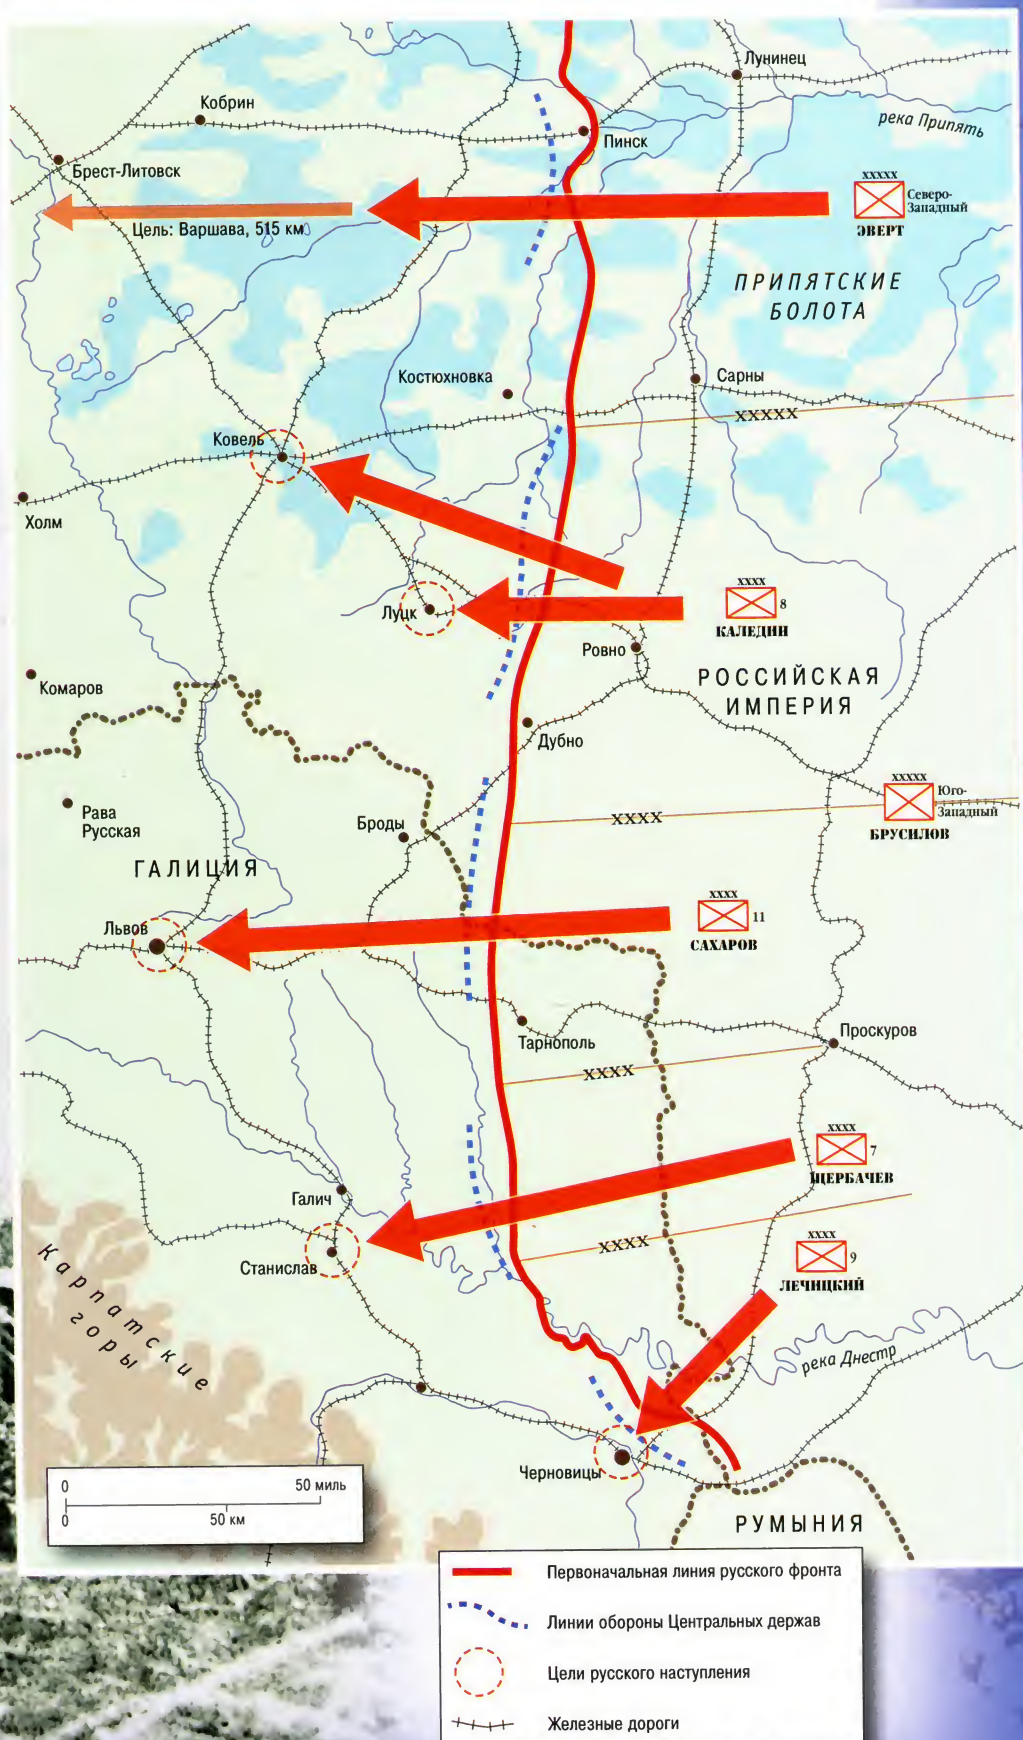 Лунинец
Кобрин
река Припять
Пинск
Брест-Литовск
XXXXX
Северо-
Западный
ЭВЕРТ
Цель: Варшава, 515 км
ПРИПЯТСКИЕ
БОЛОТА
Костюхновка
Сарны
XXXXX
Ковель
Холм
XXXX
8
КАЛЕДИН
Луцк
Ровно
Комаров
РОССИЙСКАЯ
ИМПЕРИЯ
Дубно
XXXXX
Юго-
Западный
БРУСИЛОВ
Рава
Русская
Броды
XXXX
ГАЛИЦИЯ
XXXX
11
САХАРОВ
Львов
Тарнополь
Проскуров
XXXX
XXXX
7
ЩЕРБАЧЕВ
Галич
Станислав
XXXX
XXXX
9
ЛЕЧИЦКИЙ
Карпатские
горы
река Днестр
Черновицы
0
50 миль
0
50 км
РУМЫНИЯ
Первоначальная линия русского фронта
Линии обороны Центральных держав
Цели русского наступления
Железные дороги